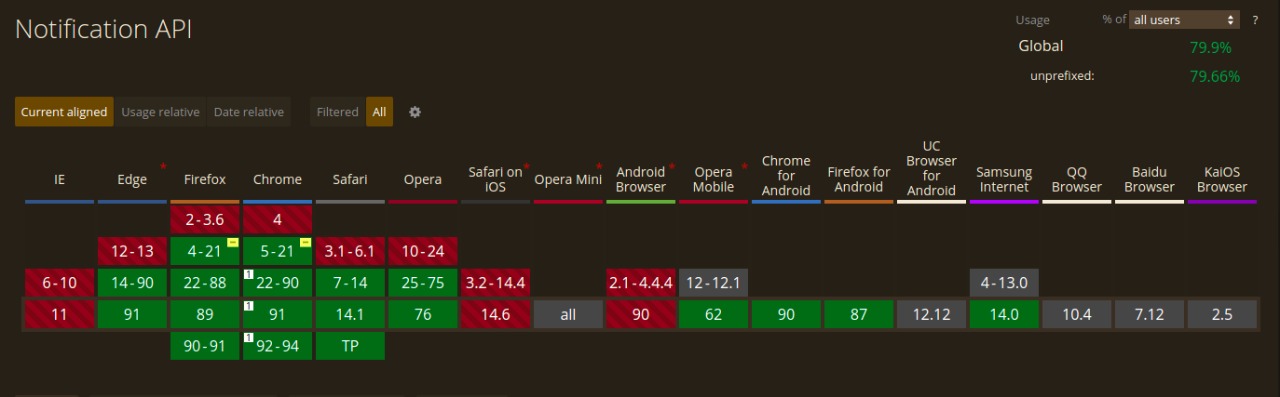 Notification API
Usage % of all users ?
Global 79.9%
unprefixed: 79.66%
Current aligned Usage relative Date relative Filtered All
IE Edge * Firefox Chrome Safari Opera Safari on iOS * Opera Mini * Android Browser * Opera Mobile * Chrome for Android Firefox for Android UC Browser for Android Samsung Internet QQ Browser Baidu Browser KaiOS Browser
2-3.6 4
12-13 4-21 5-21 3.1-6.1 10-24
6-10 14-90 22-88 1 22-90 7-14 25-75 3.2-14.4 2.1-4.4.4 12-12.1 4-13.0
11 91 89 1 91 14.1 76 14.6 all 90 62 90 87 12.12 14.0 10.4 7.12 2.5
90-91 1 92-94 TP